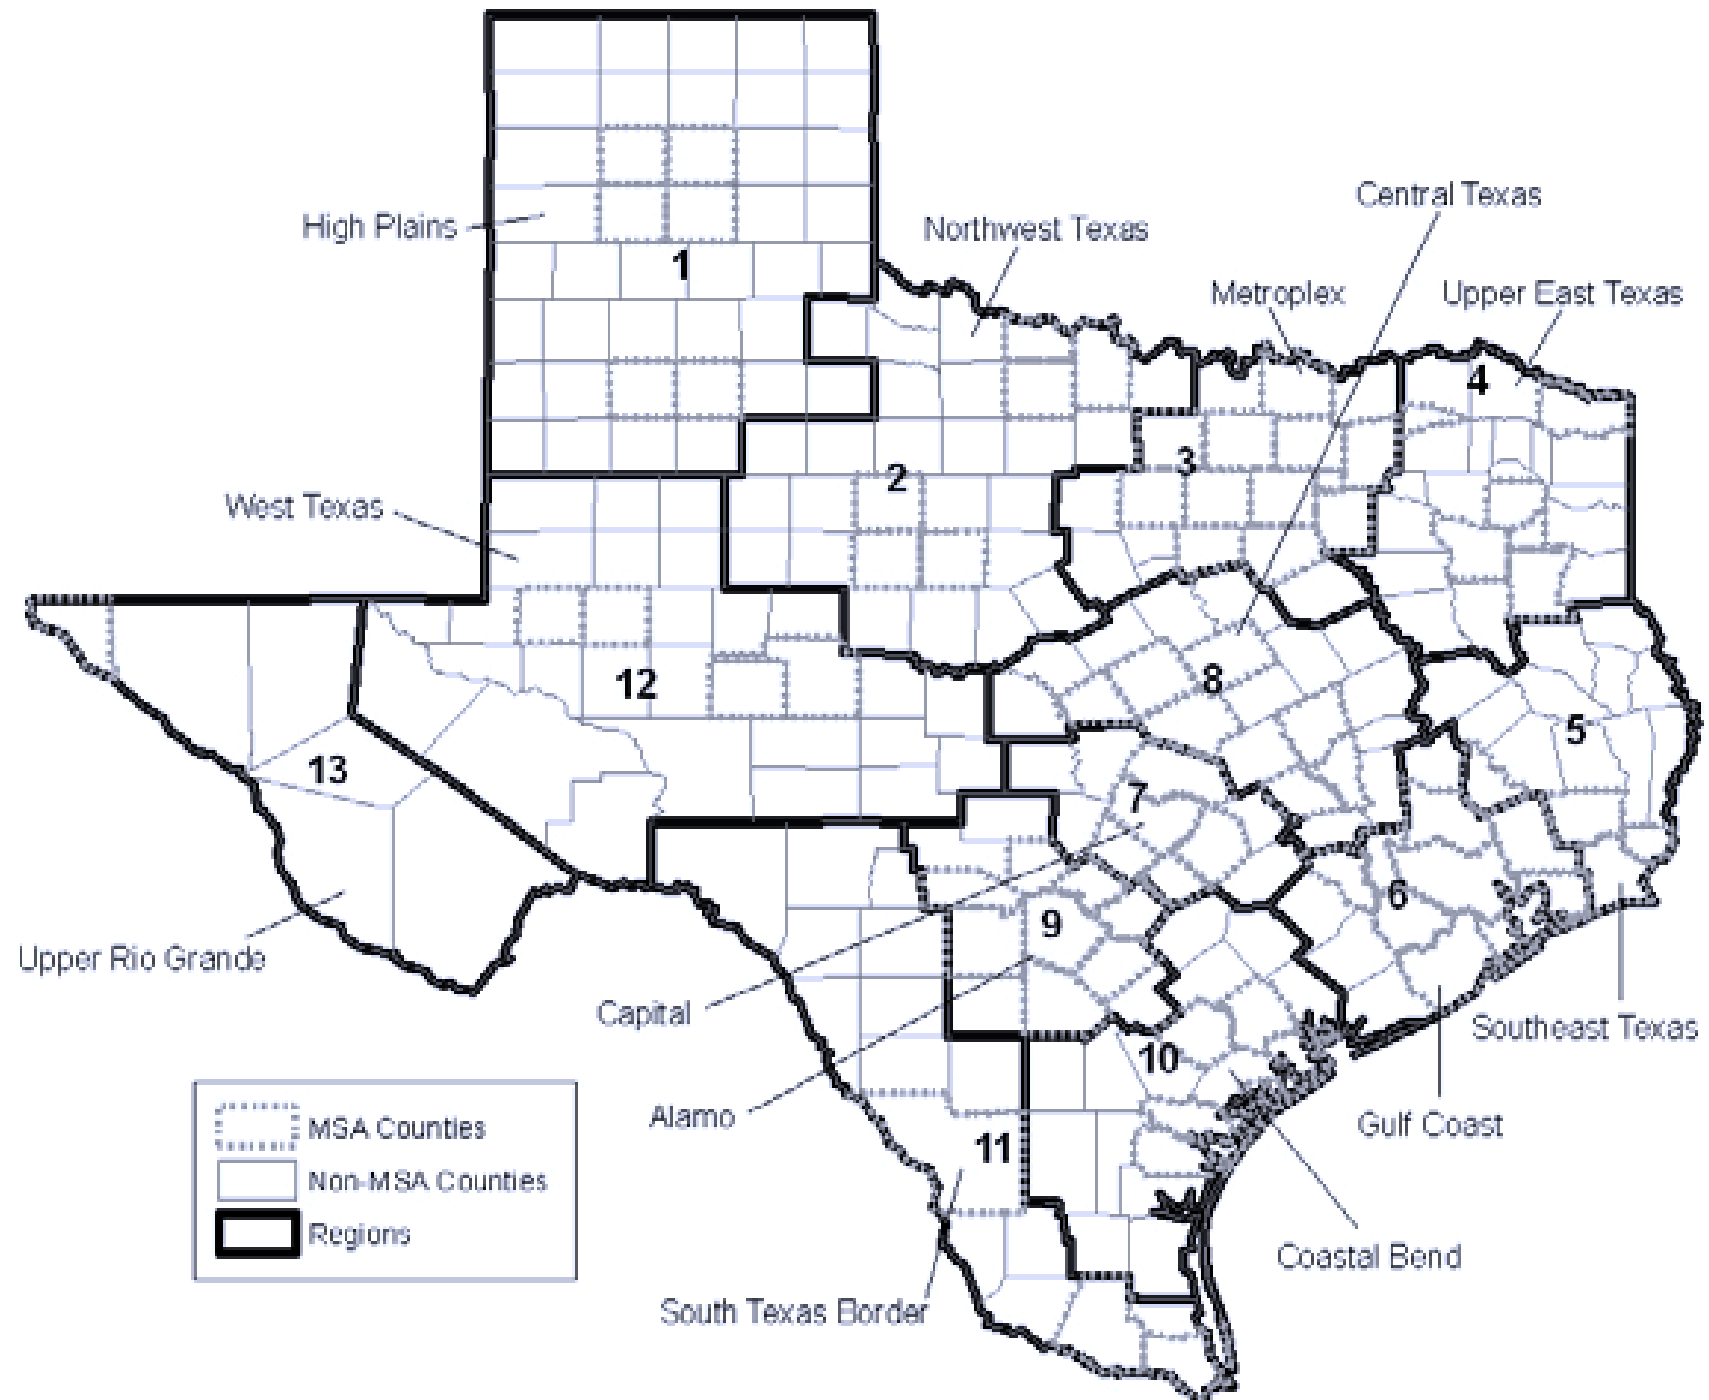 Central Texas
High Plains
Northwest Texas
1
Metroplex
Upper East Texas
4
3
2
West Texas
12
8
5
13
7
6
9
Upper Rio Grande
Capital
Southeast Texas
10
Alamo
Gulf Coast
MSA Counties
11
Non-MSA Counties
Regions
Coastal Bend
South Texas Border